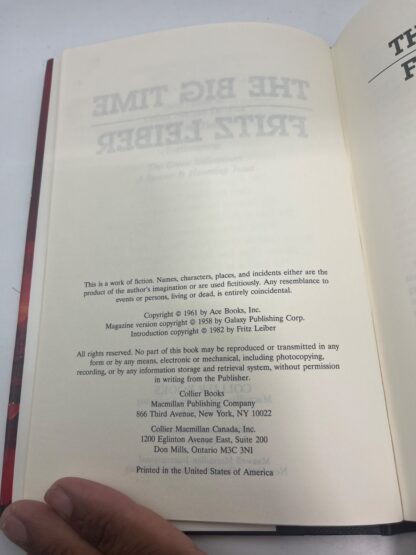 This is a work of fiction. Names, characters, places, and incidents either are the
product of the author's imagination or are used fictitiously. Any resemblance to
events or persons, living or dead, is entirely coincidental.
Copyright © 1961 by Ace Books, Inc.
Magazine version copyright © 1958 by Galaxy Publishing Corp.
Introduction copyright © 1982 by Fritz Leiber
All rights reserved. No part of this book may be reproduced or transmitted in any
form or by any means, electronic or mechanical, including photocopying,
recording, or by any information storage and retrieval system, without permission
in writing from the Publisher.
Collier Books
Macmillan Publishing Company
866 Third Avenue, New York, NY 10022
Collier Macmillan Canada, Inc.
1200 Eglinton Avenue East, Suite 200
Don Mills, Ontario M3C 3N1
Printed in the United States of America
THE BIG TIME
FRITZ LEIBER
TH
F